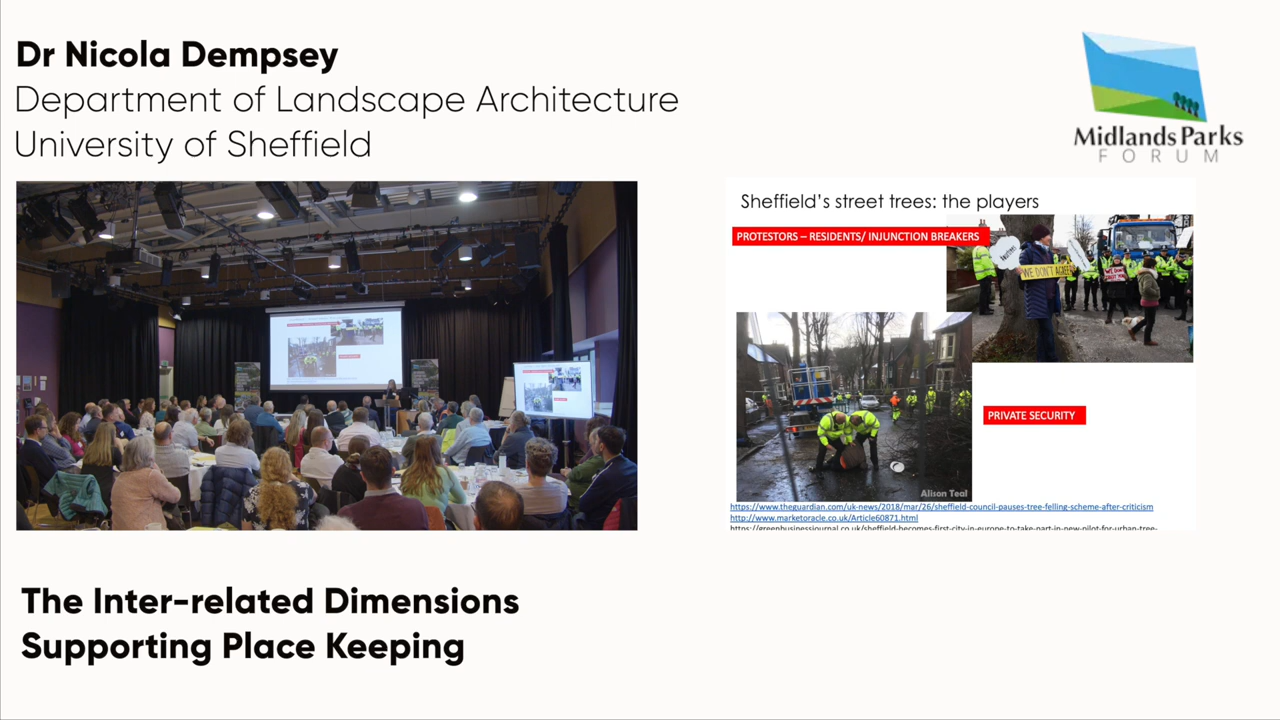 Dr Nicola Dempsey
Department of Landscape Architecture
University of Sheffield
Midlands Parks
FORUM
Sheffield's street trees: the players
PROTESTORS – RESIDENTS/ INJUNCTION BREAKERS
WE DON'T AGREE
PRIVATE SECURITY
Alison Teal
https://www.theguardian.com/uk-news/2018/mar/26/sheffield-council-pauses-tree-felling-scheme-after-criticism
http://www.marketoracle.co.uk/Article60871.html
https://greenbusinessjournal.co.uk/sheffield-becomes-first-city-in-europe-to-take-part-in-new-pilot-for-urban-tree-
The Inter-related Dimensions
Supporting Place Keeping